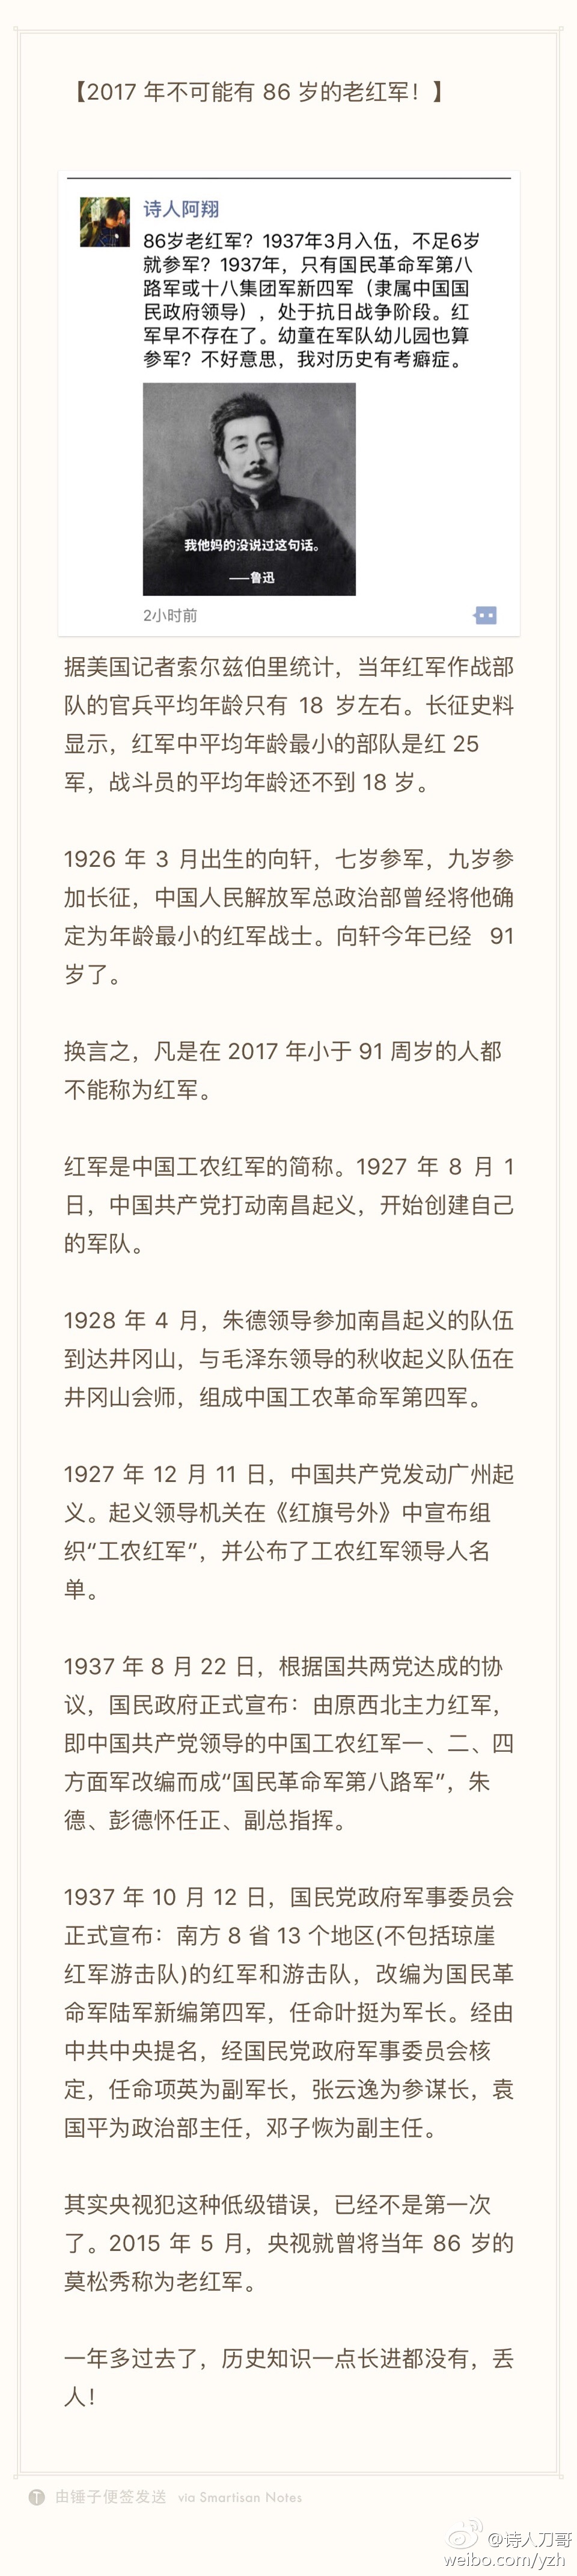 【2017 年不可能有 86 岁的老红军！】
诗人阿翔
86岁老红军？1937年3月入伍，不足6岁
就参军？1937年，只有国民革命军第八
路军或十八集团军新四军（隶属中国国
民政府领导），处于抗日战争阶段。红
军早不存在了。幼童在军队幼儿园也算
参军？不好意思，我对历史有考癖症。
我他妈的没说过这句话。
——鲁迅
2小时前
据美国记者索尔兹伯里统计，当年红军作战部
队的官兵平均年龄只有 18 岁左右。长征史料
显示，红军中平均年龄最小的部队是红 25
军，战斗员的平均年龄还不到 18 岁。
1926 年 3 月出生的向轩，七岁参军，九岁参
加长征，中国人民解放军总政治部曾经将他确
定为年龄最小的红军战士。向轩今年已经 91
岁了。
换言之，凡是在 2017 年小于 91 周岁的人都
不能称为红军。
红军是中国工农红军的简称。1927 年 8 月 1
日，中国共产党打动南昌起义，开始创建自己
的军队。
1928 年 4 月，朱德领导参加南昌起义的队伍
到达井冈山，与毛泽东领导的秋收起义队伍在
井冈山会师，组成中国工农革命军第四军。
1927 年 12 月 11 日，中国共产党发动广州起
义。起义领导机关在《红旗号外》中宣布组
织“工农红军”，并公布了工农红军领导人名
单。
1937 年 8 月 22 日，根据国共两党达成的协
议，国民政府正式宣布：由原西北主力红军，
即中国共产党领导的中国工农红军一、二、四
方面军改编而成“国民革命军第八路军”，朱
德、彭德怀任正、副总指挥。
1937 年 10 月 12 日，国民党政府军事委员会
正式宣布：南方 8 省 13 个地区(不包括琼崖
红军游击队)的红军和游击队，改编为国民革
命军陆军新编第四军，任命叶挺为军长。经由
中共中央提名，经国民党政府军事委员会核
定，任命项英为副军长，张云逸为参谋长，袁
国平为政治部主任，邓子恢为副主任。
其实央视犯这种低级错误，已经不是第一次
了。2015 年 5 月，央视就曾将当年 86 岁的
莫松秀称为老红军。
一年多过去了，历史知识一点长进都没有，丢
人！
由锤子便签发送 via Smartisan Notes
@诗人刀哥
weibo.com/yzh